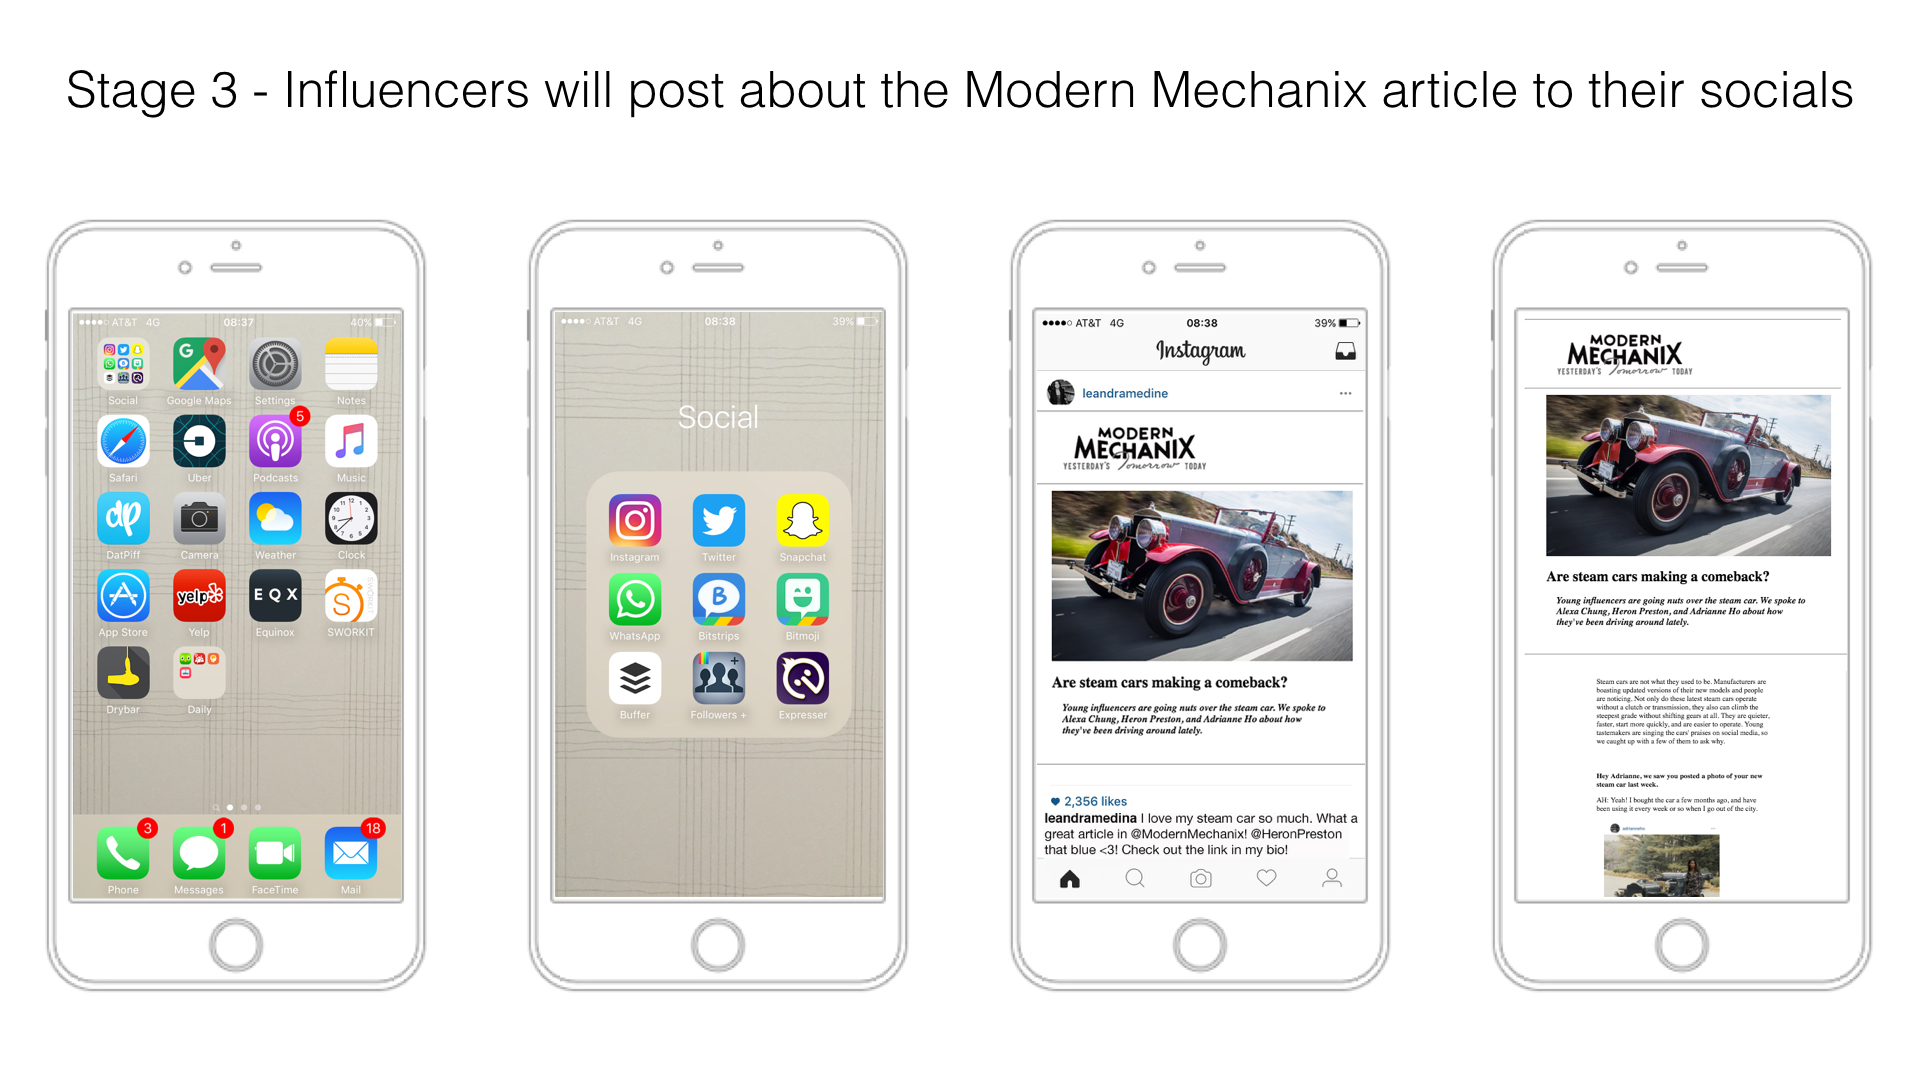 Stage 3 - Influencers will post about the Modern Mechanix article to their socials
AT&T 4G 08:37 40%
Social Google Maps Settings Notes
5
Safari Uber Podcasts Music
DatPiff Camera Weather Clock
yelp EQX SWORKIT
App Store Yelp Equinox SWORKIT
Drybar Daily
3 1 18
Phone Messages FaceTime Mail
AT&T 4G 08:38 39%
Social
Instagram Twitter Snapchat
WhatsApp Bitstrips Bitmoji
Buffer Followers + Expresser
AT&T 4G 08:38 39%
Instagram
leandramedine
MODERN
MECHANIX
YESTERDAY'S Tomorrow TODAY
Are steam cars making a comeback?
Young influencers are going nuts over the steam car. We spoke to
Alexa Chung, Heron Preston, and Adrianne Ho about how
they've been driving around lately.
2,356 likes
leandramedina I love my steam car so much. What a
great article in @ModernMechanix! @HeronPreston
that blue <3! Check out the link in my bio!
MODERN
MECHANIX
YESTERDAY'S Tomorrow TODAY
Are steam cars making a comeback?
Young influencers are going nuts over the steam car. We spoke to
Alexa Chung, Heron Preston, and Adrianne Ho about how
they've been driving around lately.
Steam cars are not what they used to be. Manufacturers are
boasting updated versions of their new models and people
are noticing. Not only do these latest steam cars operate
without a clutch or transmission, they also can climb the
steepest grade without shifting gears at all. They are quieter,
faster, start more quickly, and are easier to operate. Young
tastemakers are singing the cars' praises on social media, so
we caught up with a few of them to ask why.
Hey Adrianne, we saw you posted a photo of your new
steam car last week.
AH: Yeah! I bought the car a few months ago, and have
been using it every week or so when I go out of the city.
adrianneho